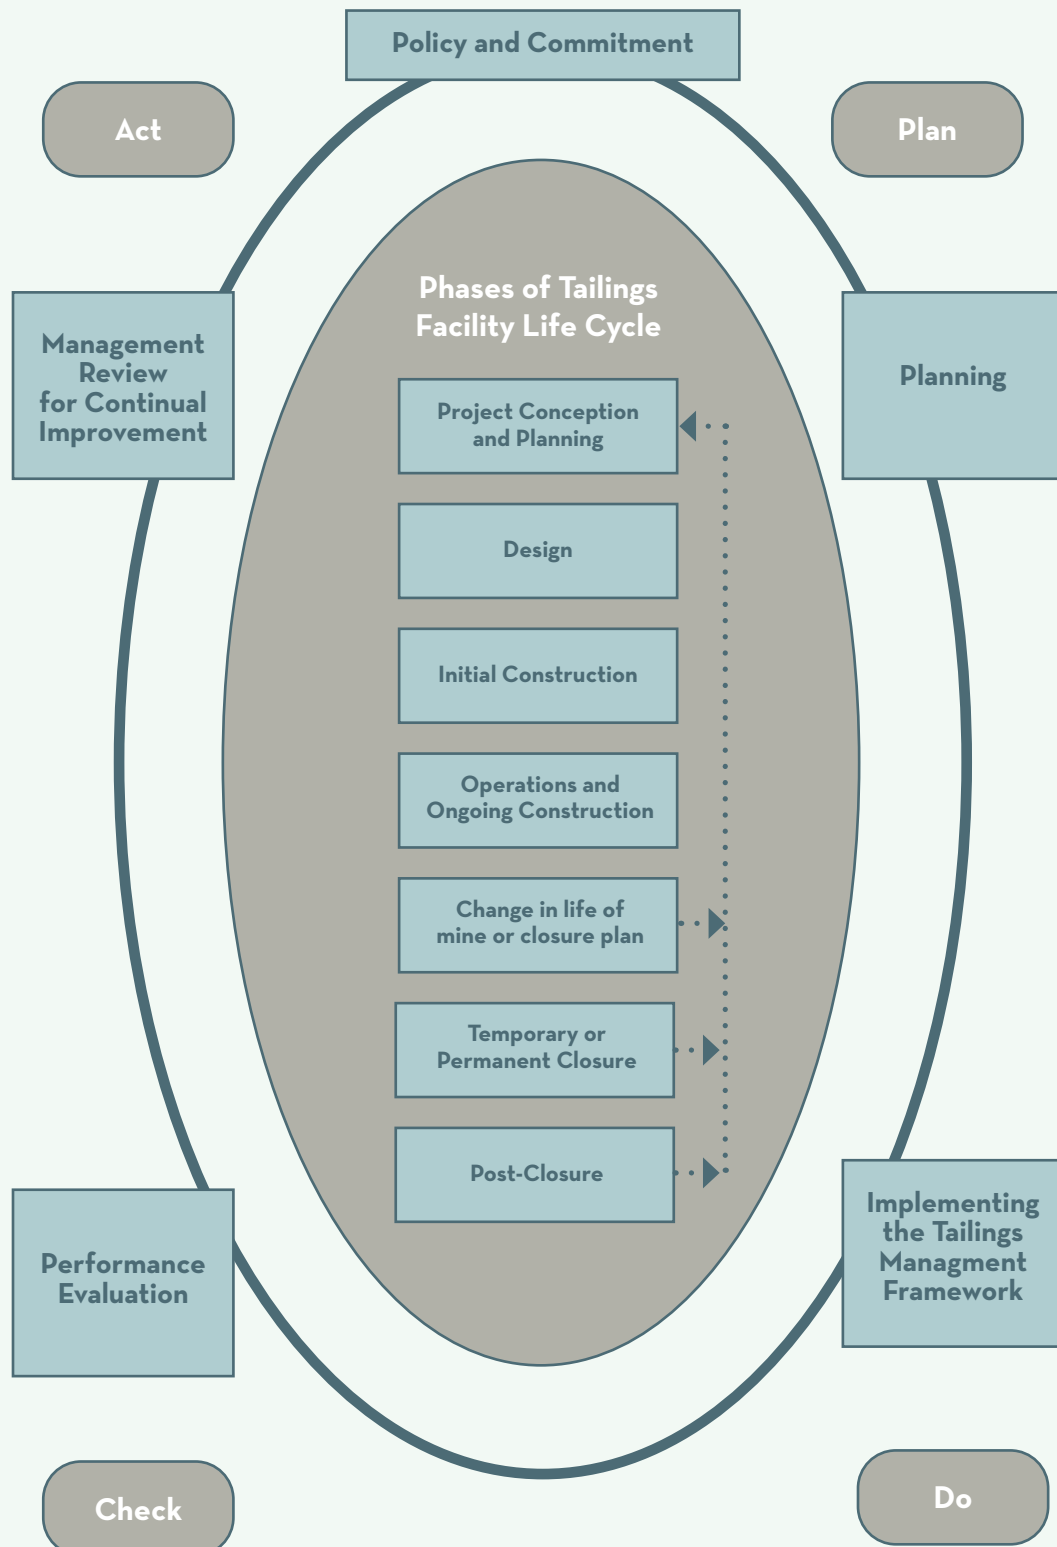 Policy and Commitment
Act
Plan
Management
Review
for Continual
Improvement
Planning
Phases of Tailings
Facility Life Cycle
Project Conception
and Planning
Design
Initial Construction
Operations and
Ongoing Construction
Change in life of
mine or closure plan
Temporary or
Permanent Closure
Post-Closure
Performance
Evaluation
Implementing
the Tailings
Managment
Framework
Check
Do